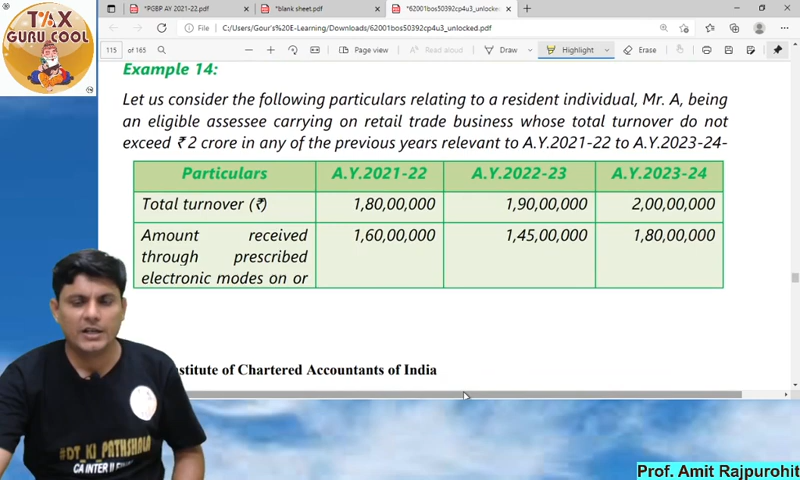 TAX
GURU COOL
*PGBP AY 2021-22.pdf
*blank sheet.pdf
*62001bos50392cp4u3_unlocked.p
File
C:/Users/Gour's%20E-Learning/Downloads/62001bos50392cp4u3_unlocked.pdf
115 of 165
Page view
Read aloud
Draw
Highlight
Erase
Example 14:
Let us consider the following particulars relating to a resident individual, Mr. A, being
an eligible assessee carrying on retail trade business whose total turnover do not
exceed ₹ 2 crore in any of the previous years relevant to A.Y.2021-22 to A.Y.2023-24-
Particulars A.Y.2021-22 A.Y.2022-23 A.Y.2023-24
Total turnover (₹) 1,80,00,000 1,90,00,000 2,00,00,000
Amount received 1,60,00,000 1,45,00,000 1,80,00,000
through prescribed
electronic modes on or
stitute of Chartered Accountants of India
#DT_KI PATHSHALA
CA INTER II
Prof. Amit Rajpurohit